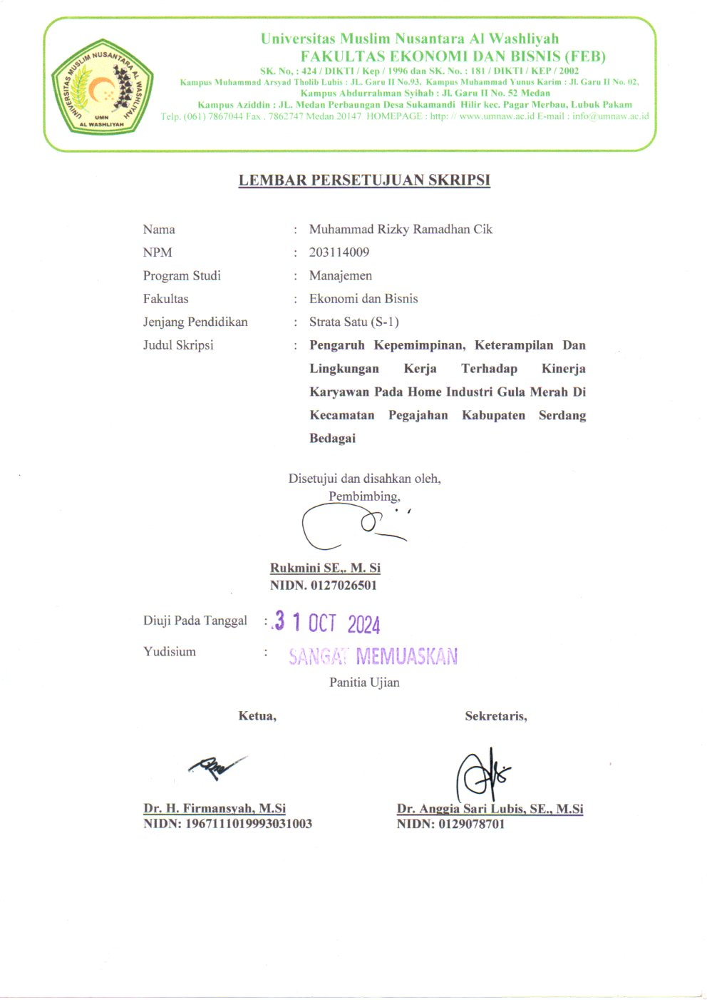 UNIVERSITAS MUSLIM NUSANTARA AL WASHLIYAH
UMN
AL WASHLIYAH
Universitas Muslim Nusantara Al Washliyah
FAKULTAS EKONOMI DAN BISNIS (FEB)
SK. No. : 424 / DIKTI / Kep / 1996 dan SK. No. : 181 / DIKTI / KEP / 2002
Kampus Muhammad Arsyad Tholib Lubis : JL. Garu II No.93, Kampus Muhammad Yunus Karim : Jl. Garu II No. 02,
Kampus Abdurrahman Syihab : Jl. Garu II No. 52 Medan
Kampus Aziddin : JL. Medan Perbaungan Desa Sukamandi Hilir kec. Pagar Merbau, Lubuk Pakam
Telp. (061) 7867044 Fax . 7862747 Medan 20147 HOMEPAGE : http: // www.umnaw.ac.id E-mail : info@umnaw.ac.id
LEMBAR PERSETUJUAN SKRIPSI
Nama : Muhammad Rizky Ramadhan Cik
NPM : 203114009
Program Studi : Manajemen
Fakultas : Ekonomi dan Bisnis
Jenjang Pendidikan : Strata Satu (S-1)
Judul Skripsi : Pengaruh Kepemimpinan, Keterampilan Dan
Lingkungan Kerja Terhadap Kinerja
Karyawan Pada Home Industri Gula Merah Di
Kecamatan Pegajahan Kabupaten Serdang
Bedagai
Disetujui dan disahkan oleh,
Pembimbing,
Rukmini SE,. M. Si
NIDN. 0127026501
Diuji Pada Tanggal : 31 OCT 2024
Yudisium : SANGAT MEMUASKAN
Panitia Ujian
Ketua, Sekretaris,
Dr. H. Firmansyah, M.Si Dr. Anggia Sari Lubis, SE., M.Si
NIDN: 1967111019993031003 NIDN: 0129078701